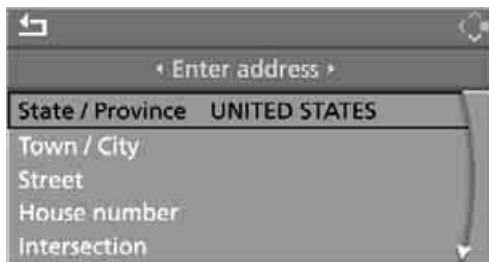 Enter address
State / Province UNITED STATES
Town / City
Street
House number
Intersection